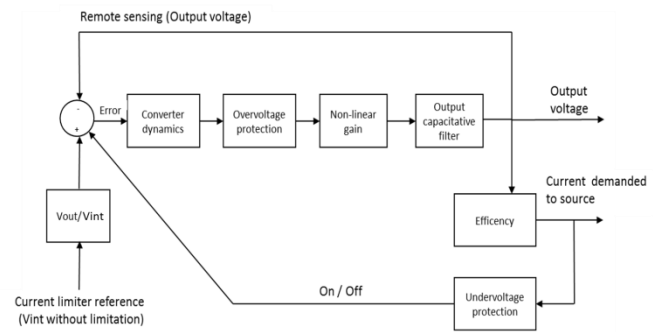 Remote sensing (Output voltage)
-
+
Error
Converter
dynamics
Overvoltage
protection
Non-linear
gain
Output
capacitative
filter
Output
voltage
Vout/Vint
Efficency
Current demanded
to source
On / Off
Undervoltage
protection
Current limiter reference
(Vint without limitation)